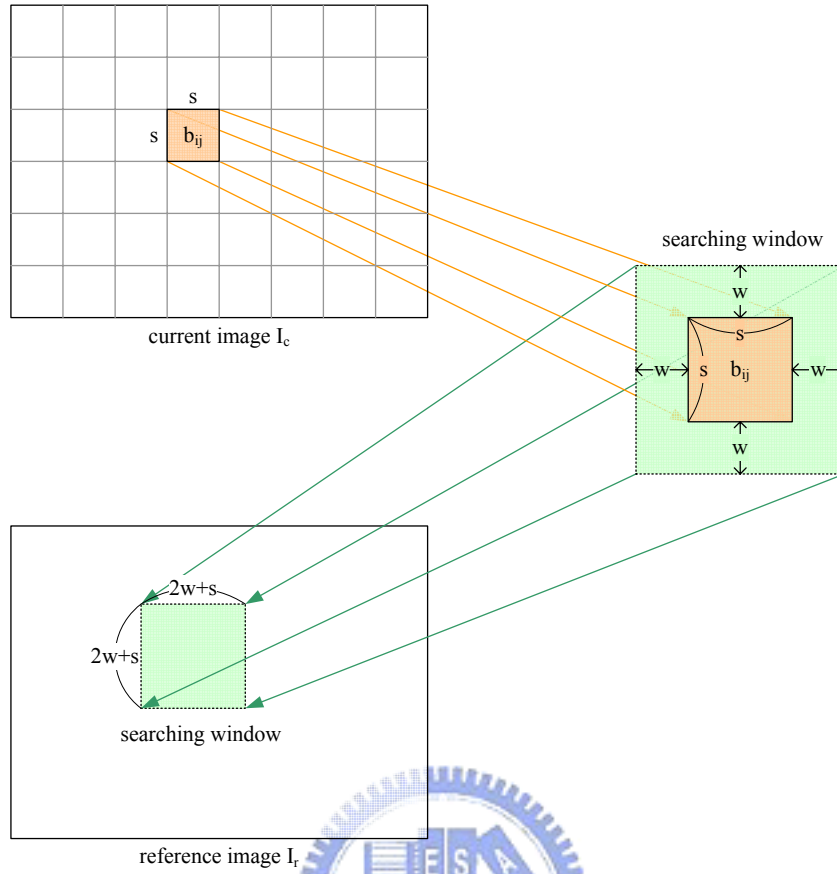 s
s b_ij
current image I_c
searching window
w
s
w s b_ij w
w
2w+s
2w+s
searching window
reference image I_r
E S A